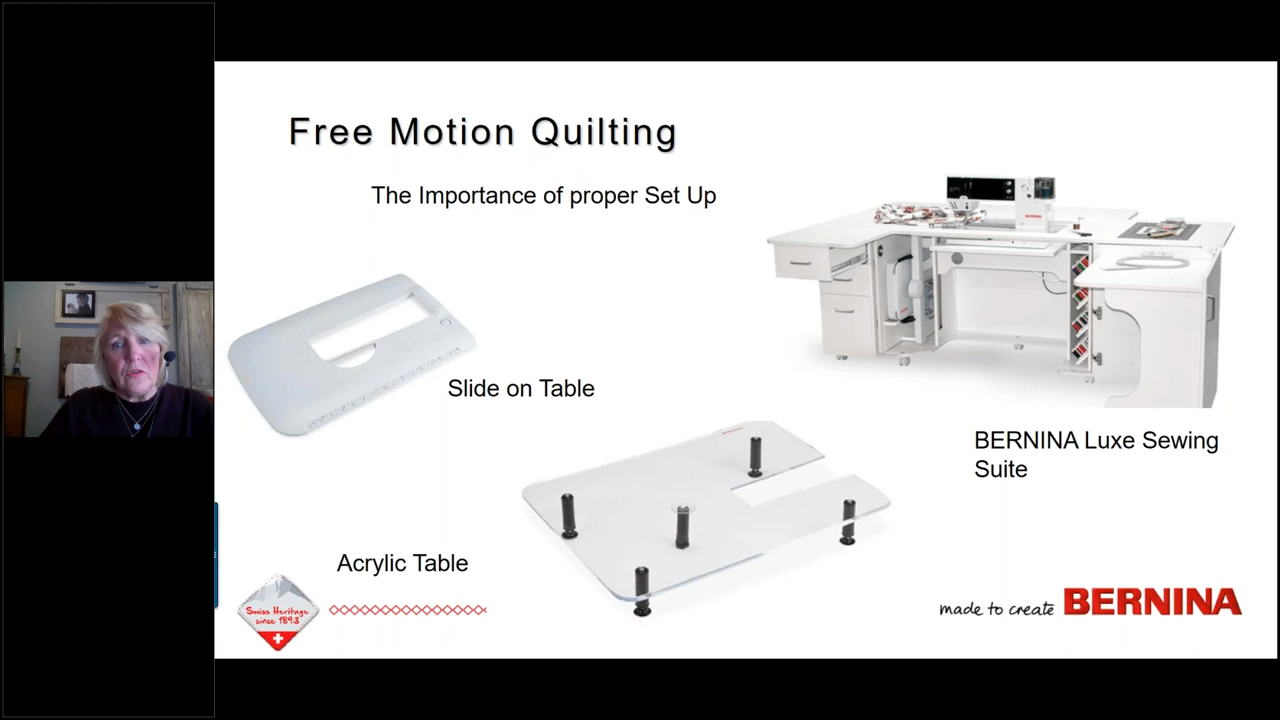 Free Motion Quilting
The Importance of proper Set Up
Slide on Table
BERNINA Luxe Sewing
Suite
Acrylic Table
Swiss Heritage
since 1893
made to create BERNINA